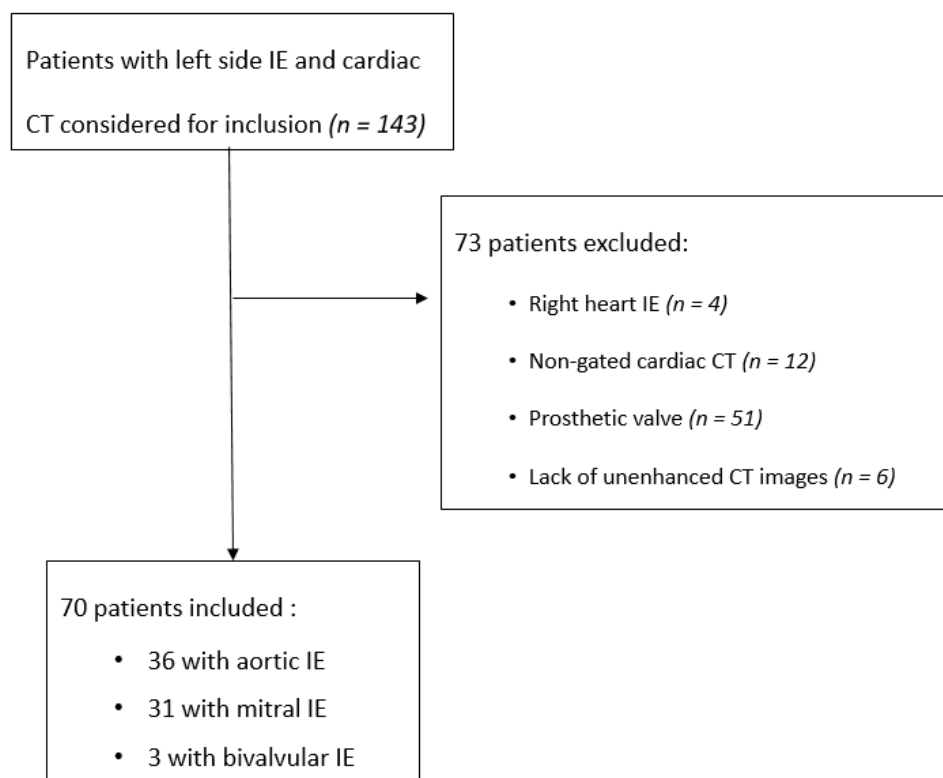 Patients with left side IE and cardiac
CT considered for inclusion (n = 143)
73 patients excluded:
• Right heart IE (n = 4)
• Non-gated cardiac CT (n = 12)
• Prosthetic valve (n = 51)
• Lack of unenhanced CT images (n = 6)
70 patients included :
• 36 with aortic IE
• 31 with mitral IE
• 3 with bivalvular IE